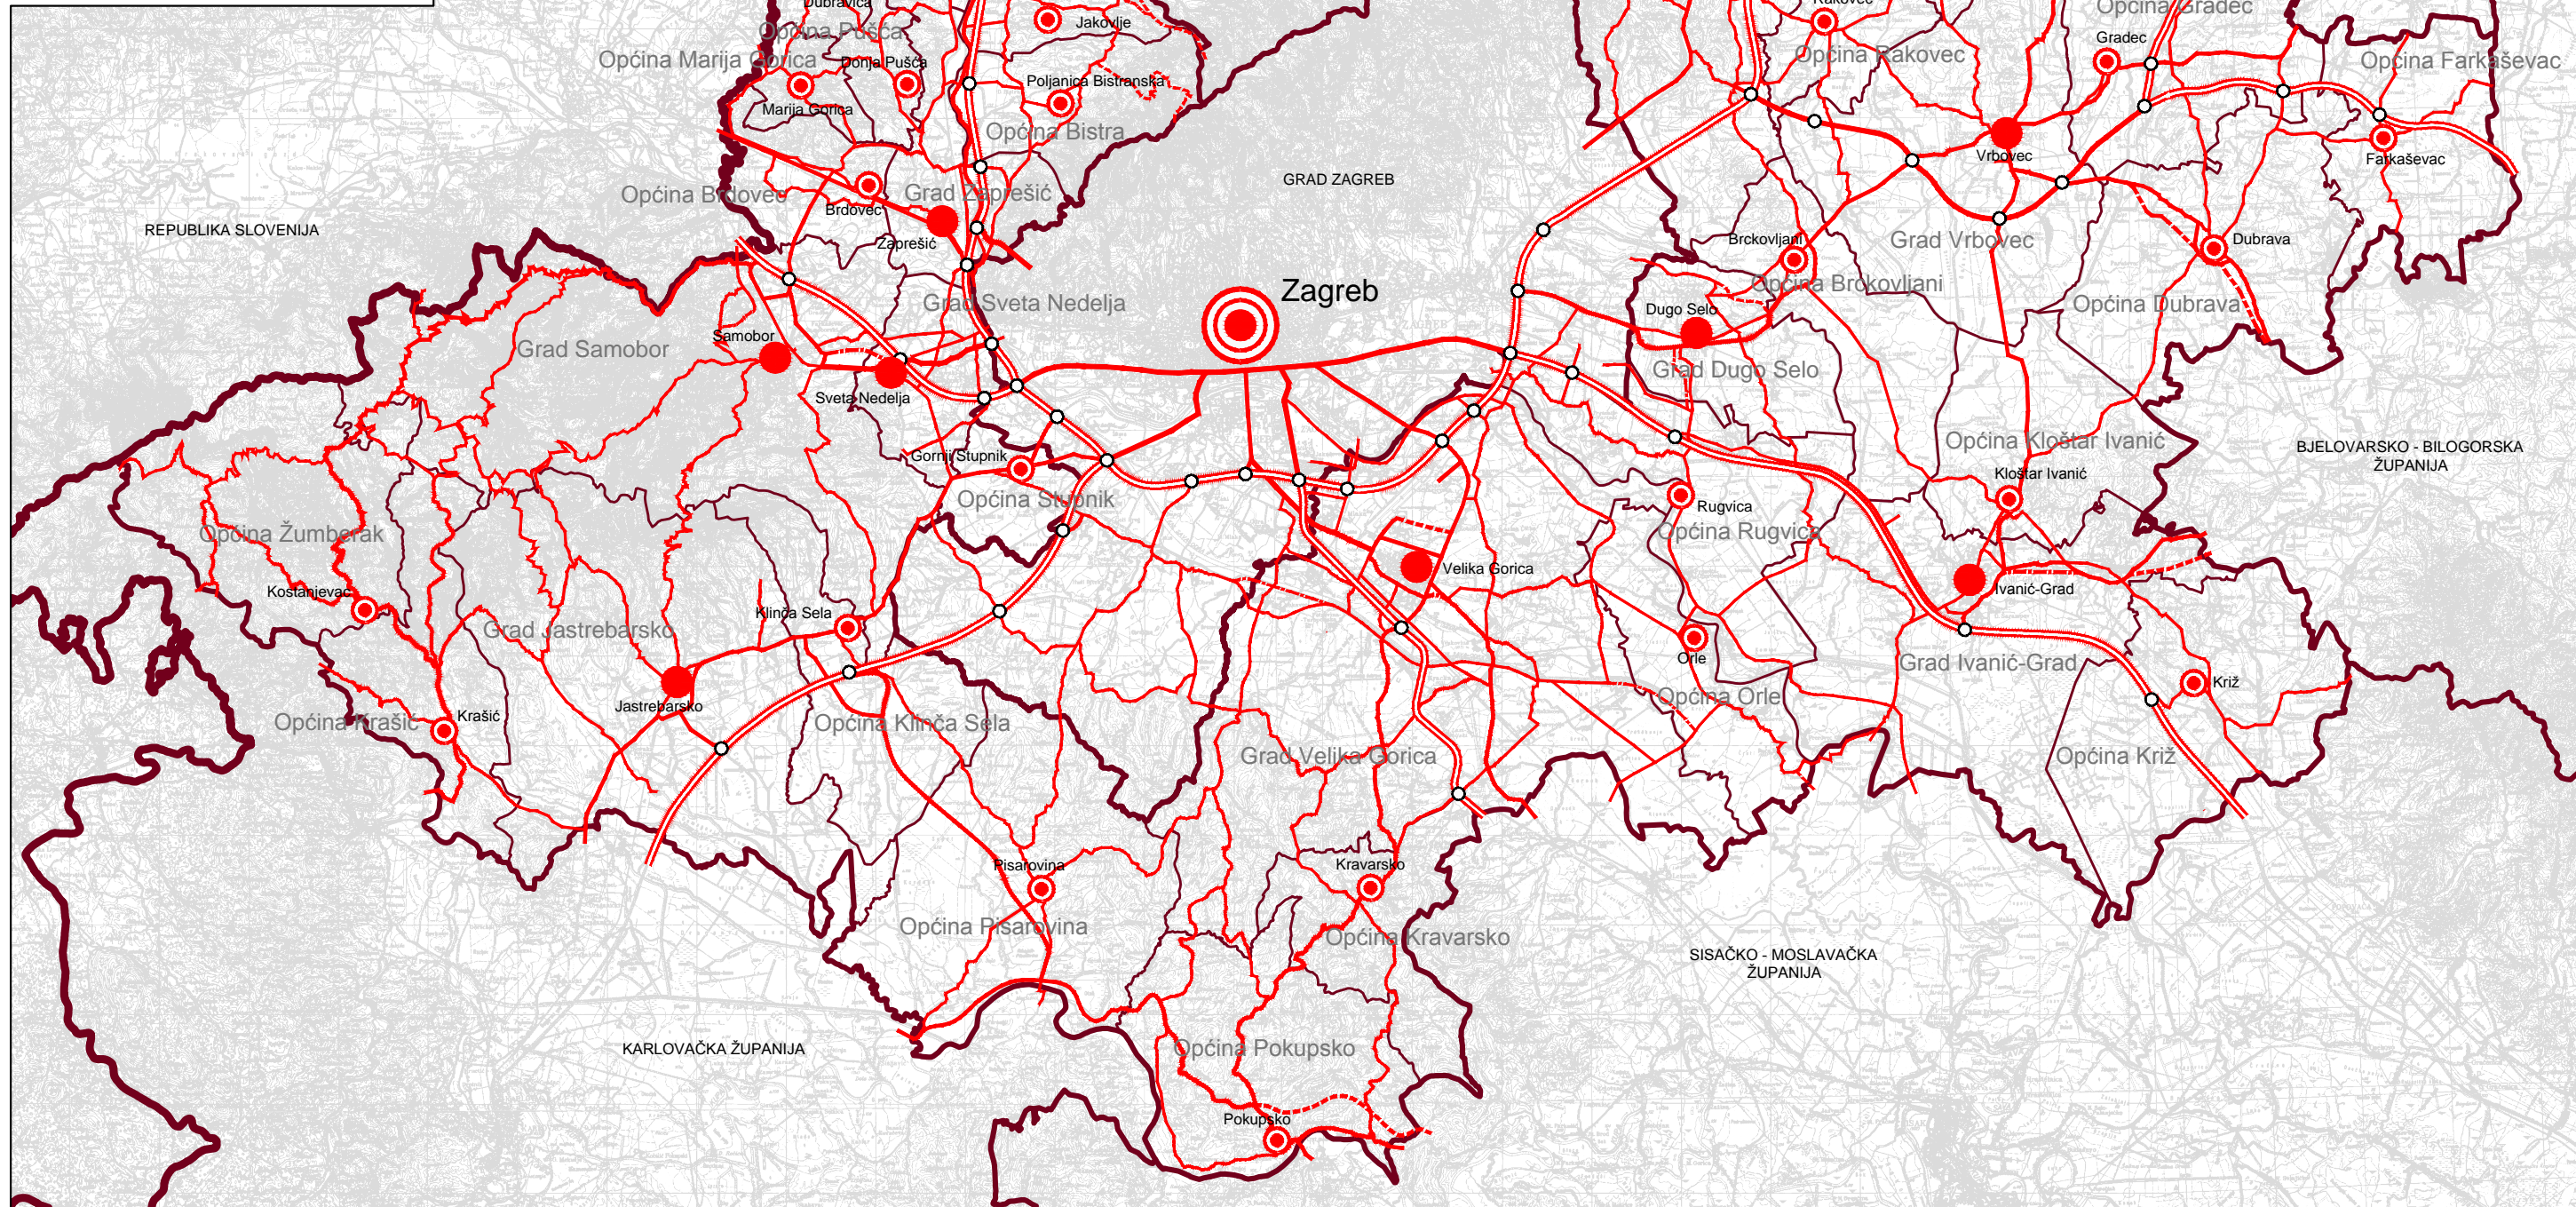 Dubravica
Općina Pušća
Jakovlje
Rakovec
Općina Gradec
Općina Marija Gorica
Donja Pušća
Gradec
Općina Rakovec
Općina Farkaševac
Poljanica Bistranska
Marija Gorica
Općina Bistra
Vrbovec
Farkaševac
GRAD ZAGREB
Općina Brdovec
Grad Zaprešić
Brdovec
REPUBLIKA SLOVENIJA
Zaprešić
Brckovljani
Grad Vrbovec
Dubrava
Zagreb
Općina Brckovljani
Grad Sveta Nedelja
Općina Dubrava
Dugo Selo
Samobor
Grad Samobor
Grad Dugo Selo
Sveta Nedelja
Općina Kloštar Ivanić
BJELOVARSKO - BILOGORSKA
ŽUPANIJA
Gornji Stupnik
Kloštar Ivanić
Općina Stupnik
Rugvica
Općina Rugvica
Općina Žumberak
Velika Gorica
Kostanjevac
Ivanić-Grad
Klinča Sela
Grad Jastrebarsko
Orle
Grad Ivanić-Grad
Križ
Općina Orle
Jastrebarsko
Krašić
Općina Krašić
Općina Klinča Sela
Grad Velika Gorica
Općina Križ
Pisarovina
Kravarsko
Općina Pisarovina
Općina Kravarsko
SISAČKO - MOSLAVAČKA
ŽUPANIJA
KARLOVAČKA ŽUPANIJA
Općina Pokupsko
Pokupsko